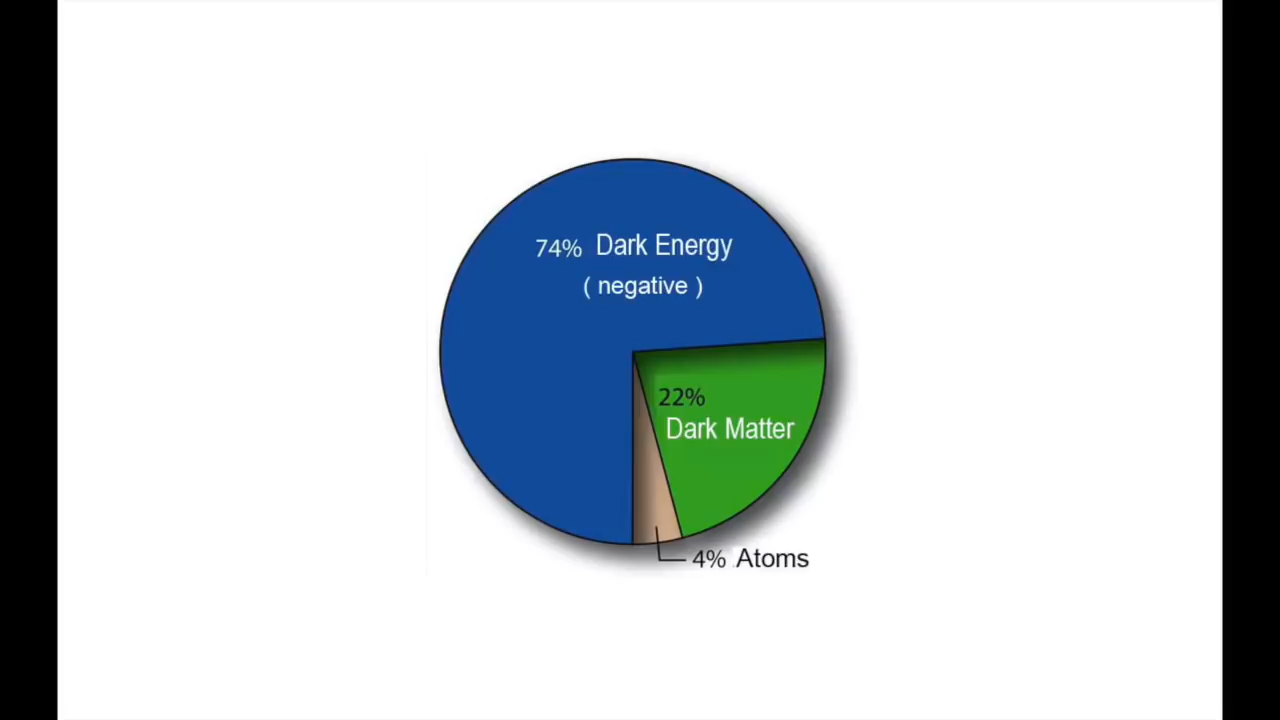 74% Dark Energy
( negative )
22%
Dark Matter
4% Atoms